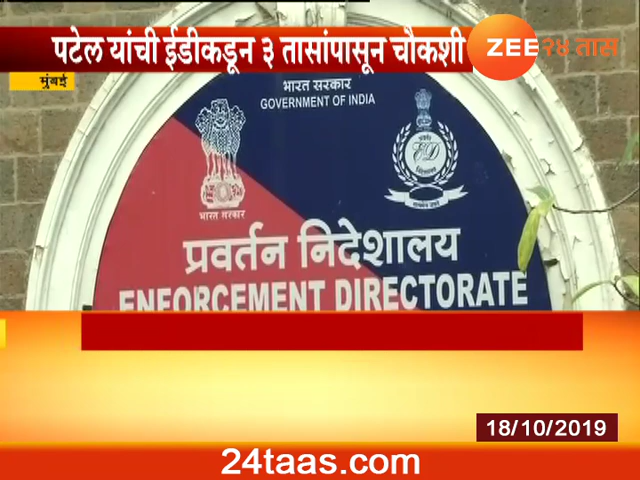 पटेल यांची ईडीकडून ३ तासांपासून चौकशी
ZEE २४ तास
मुंबई
भारत सरकार
GOVERNMENT OF INDIA
ED
भारत सरकार
प्रवर्तन निदेशालय
ENFORCEMENT DIRECTORATE
18/10/2019
24taas.com